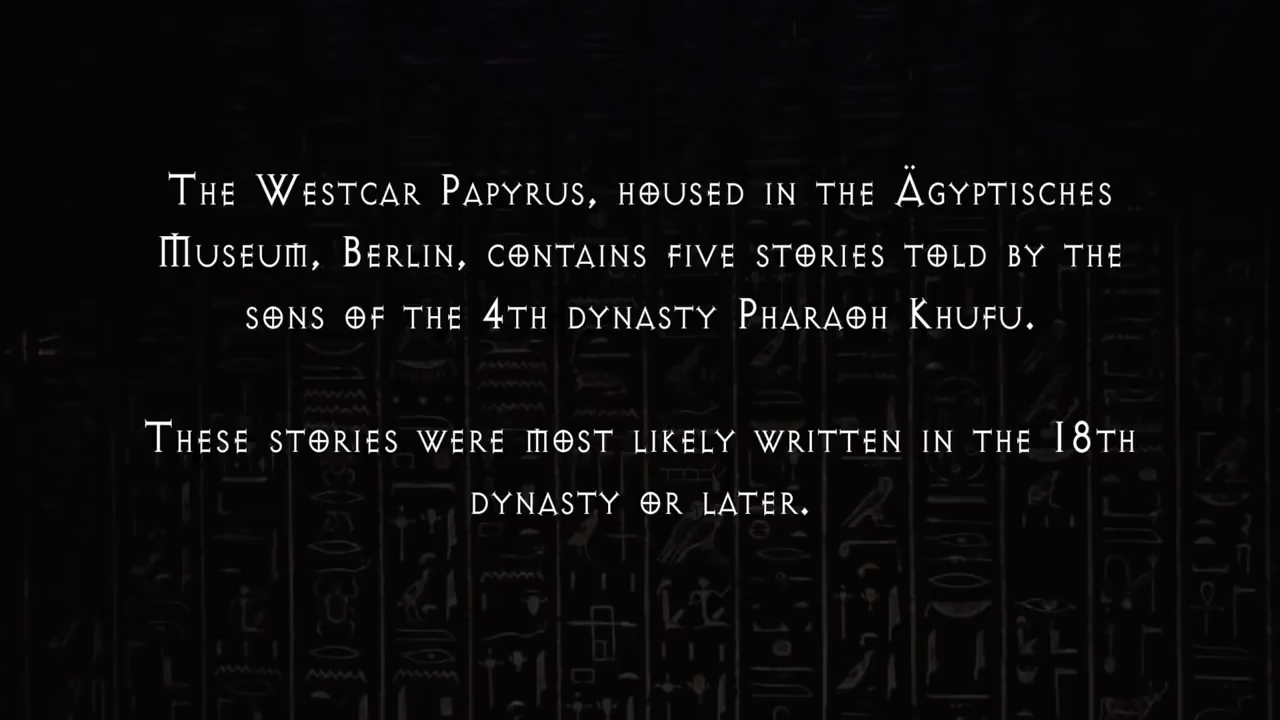 The Westcar Papyrus, housed in the Ägyptisches
Museum, Berlin, contains five stories told by the
sons of the 4th dynasty Pharaoh Khufu.
These stories were most likely written in the 18th
dynasty or later.